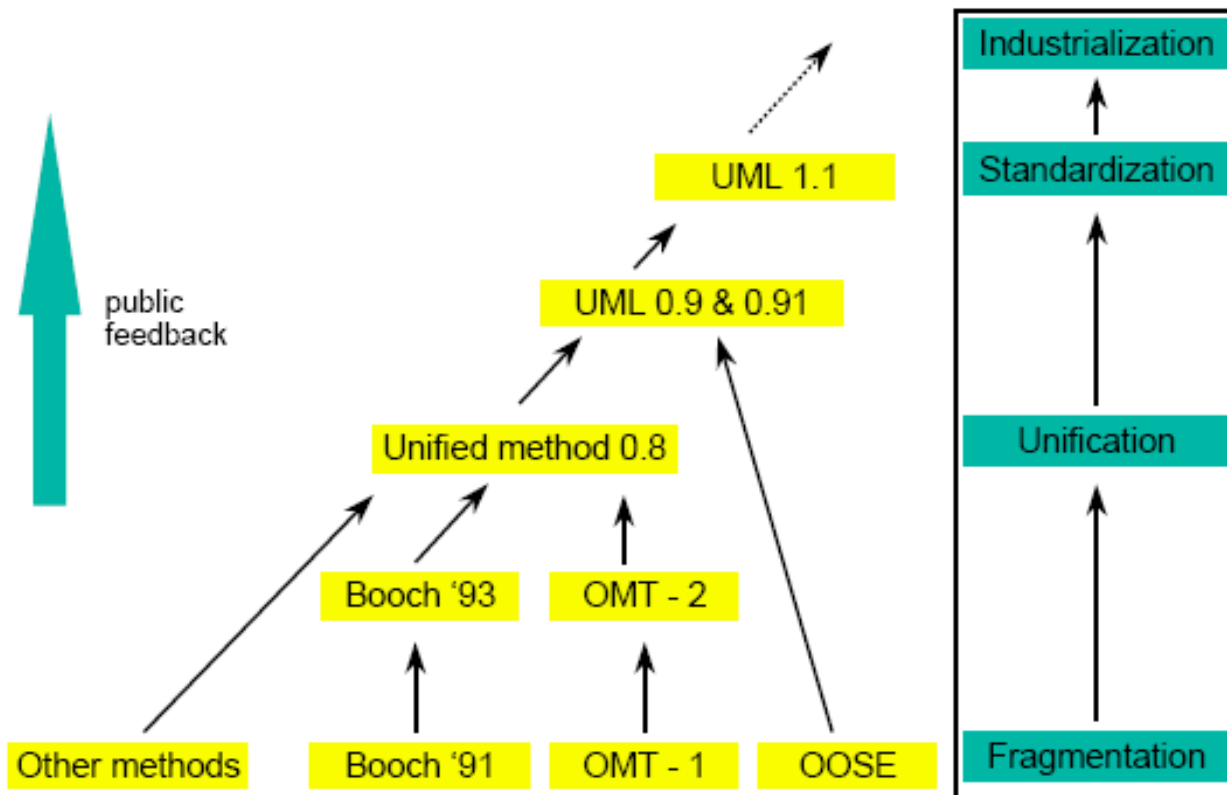 Industrialization
UML 1.1
Standardization
public
feedback
UML 0.9 & 0.91
Unified method 0.8
Unification
Booch ‘93
OMT - 2
Other methods
Booch ‘91
OMT - 1
OOSE
Fragmentation